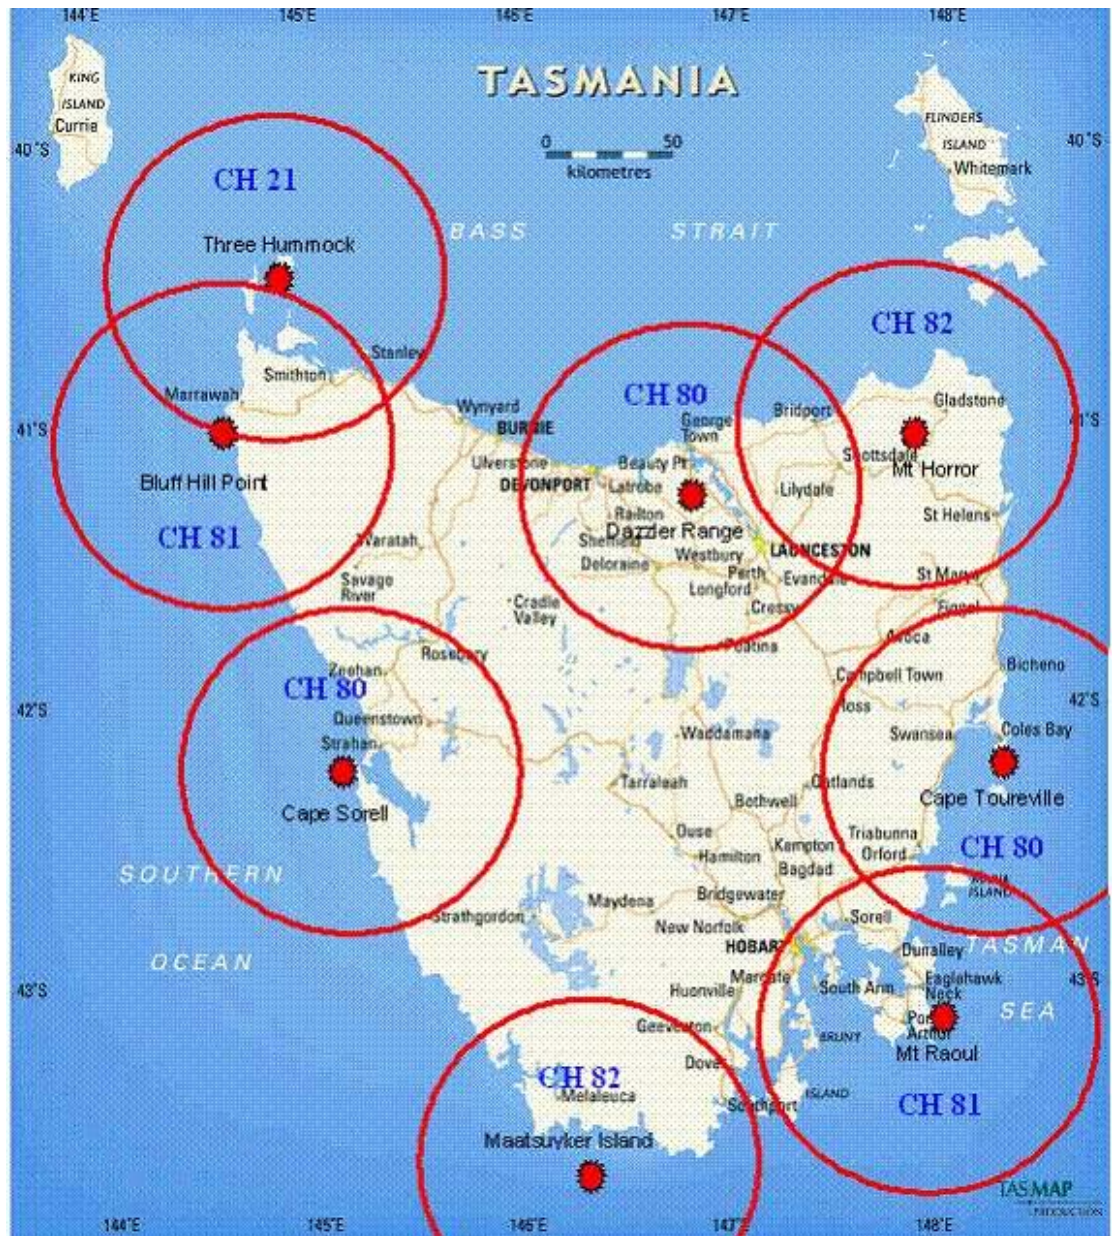 144°E 145°E 146°E 147°E 148°E
TASMANIA
KING
ISLAND
Currie
FLINDERS
ISLAND
Whitemark
40°S
40°S
0 50
kilometres
CH 21
BASS STRAIT
Three Hummock
CH 82
Stanley
Smithton
Marrawah
CH 80
Wynyard
BURNIE
George
Town
Bridport
Gladstone
41°S
41°S
Ulverstone
DEVONPORT
Beauty Pt
Latrobe
Scottsdale
Mt Horror
Bluff Hill Point
Lilydale
Railton
Dazzler Range
St Helens
CH 81
Waratah
Sheffield
Deloraine
Westbury
LAUNCESTON
Perth
Longford
Evandale
St Marys
Savage
River
Cradle
Valley
Cressy
Fingal
Avoca
Poatina
Rosebery
Zeehan
Campbell Town
Bicheno
CH 80
42°S
42°S
Ross
Queenstown
Strahan
Waddamana
Swansea
Coles Bay
Tarraleah
Oatlands
Cape Toureville
Cape Sorell
Bothwell
Ouse
Triabunna
Orford
CH 80
Kempton
Hamilton
Bagdad
ISLAND
SOUTHERN
OCEAN
Maydena
Bridgewater
Strathgordon
New Norfolk
Sorell
HOBART
Dunalley
TASMAN
SEA
43°S
43°S
Margate
Huonville
South Arm
Eaglehawk
Neck
Port
Arthur
Geeveston
BRUNY
ISLAND
Mt Raoul
Dover
CH 82
Melaleuca
Southport
CH 81
Maatsuyker Island
TASMAP
PRODUCTION
144°E 145°E 146°E 147°E 148°E